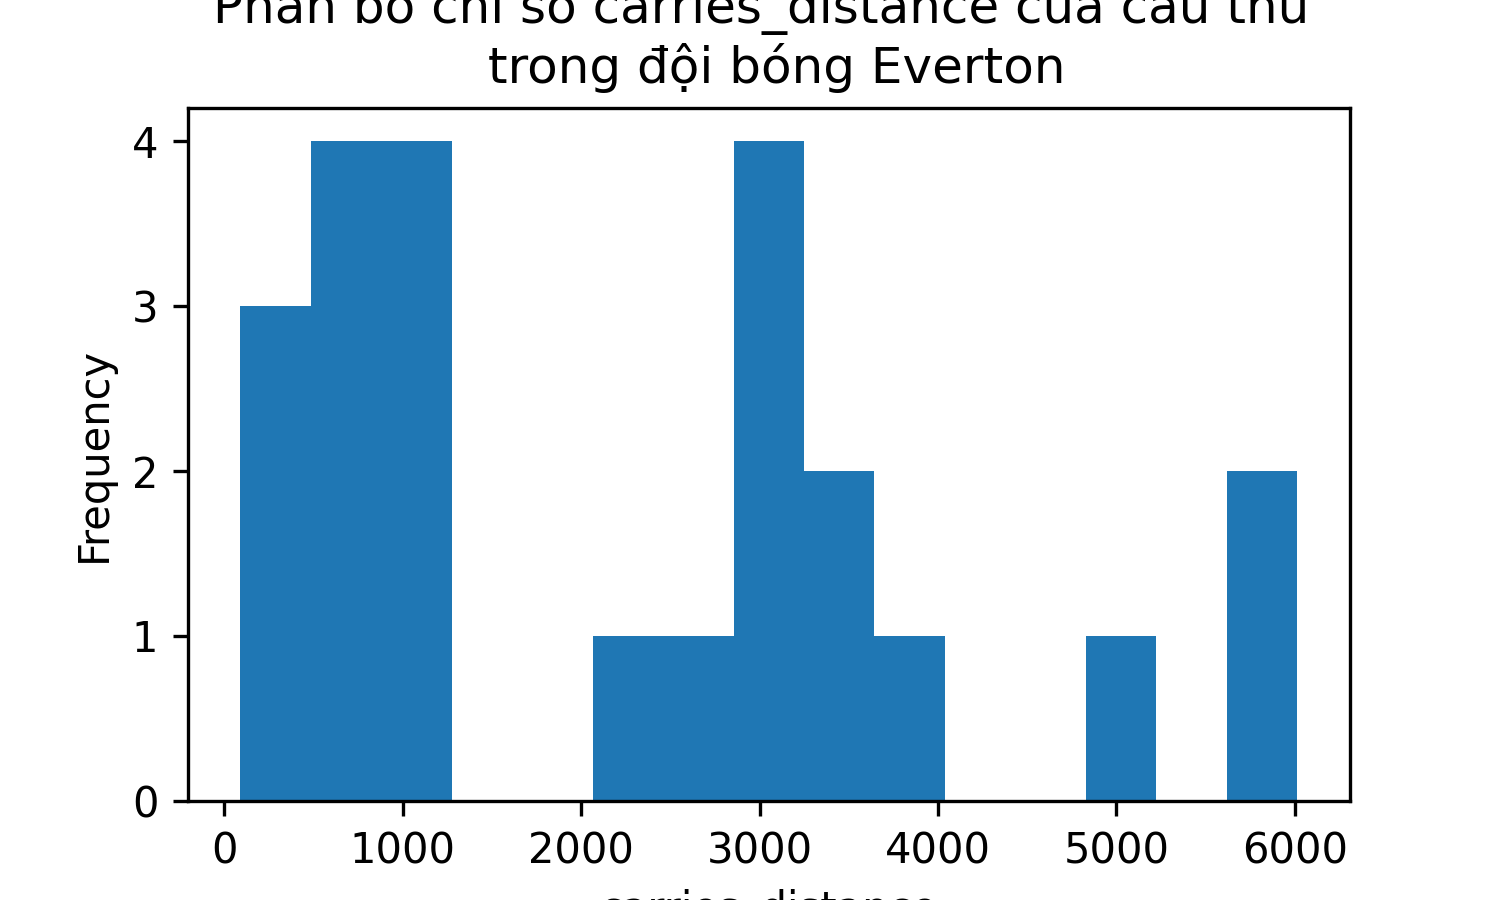 Phân bố chỉ số carries_distance của cầu thủ
trong đội bóng Everton
4
3
2
1
0
Frequency
0 1000 2000 3000 4000 5000 6000
carries_distance